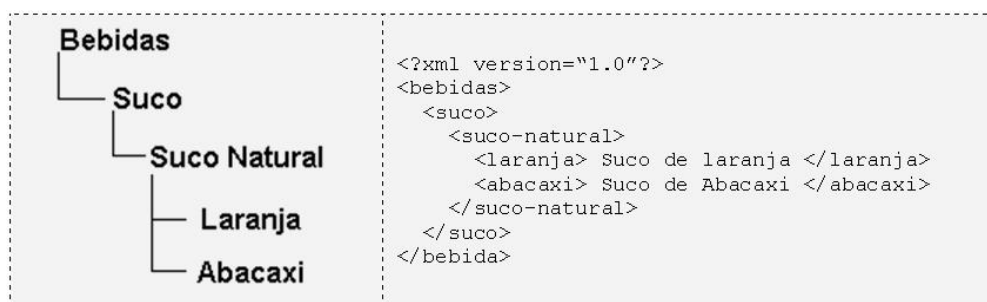 Bebidas
Suco
Suco Natural
Laranja
Abacaxi
<?xml version=“1.0”?>
<bebidas>
<suco>
<suco-natural>
<laranja> Suco de laranja </laranja>
<abacaxi> Suco de Abacaxi </abacaxi>
</suco-natural>
</suco>
</bebida>